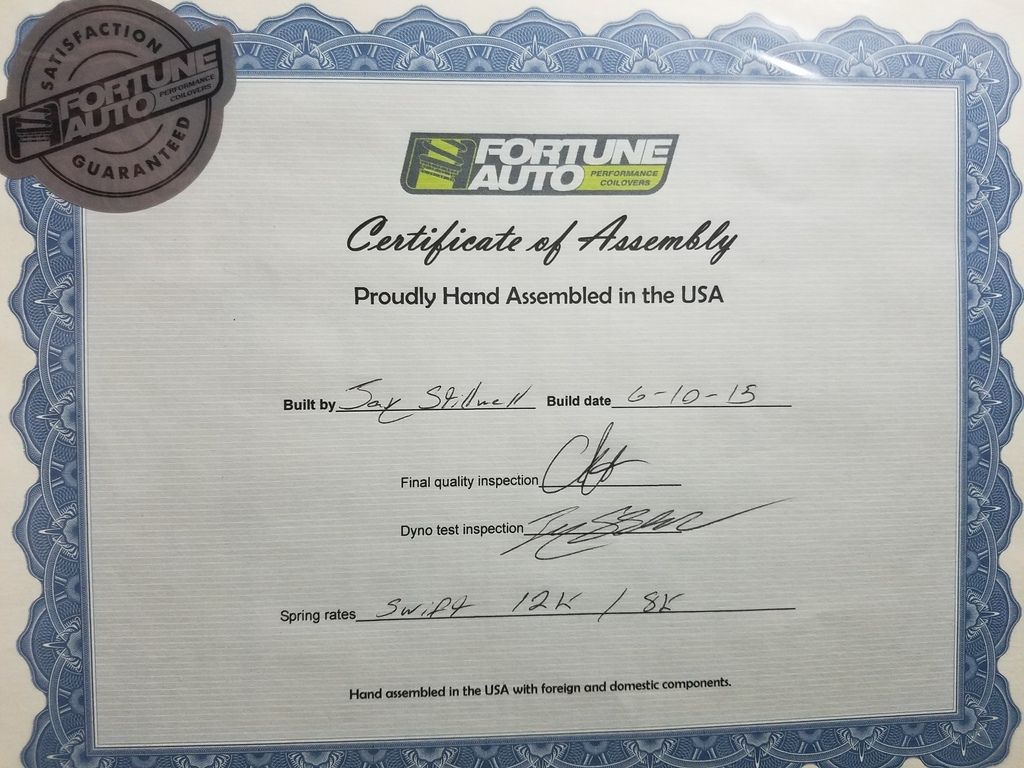 SATISFACTION
FORTUNE
AUTO PERFORMANCE
COILOVERS
GUARANTEED
FORTUNE
AUTO PERFORMANCE
COILOVERS
Certificate of Assembly
Proudly Hand Assembled in the USA
Built by Jay Stillwell Build date 6-10-15
Final quality inspection
Dyno test inspection
Spring rates Swift 12K / 8K
Hand assembled in the USA with foreign and domestic components.